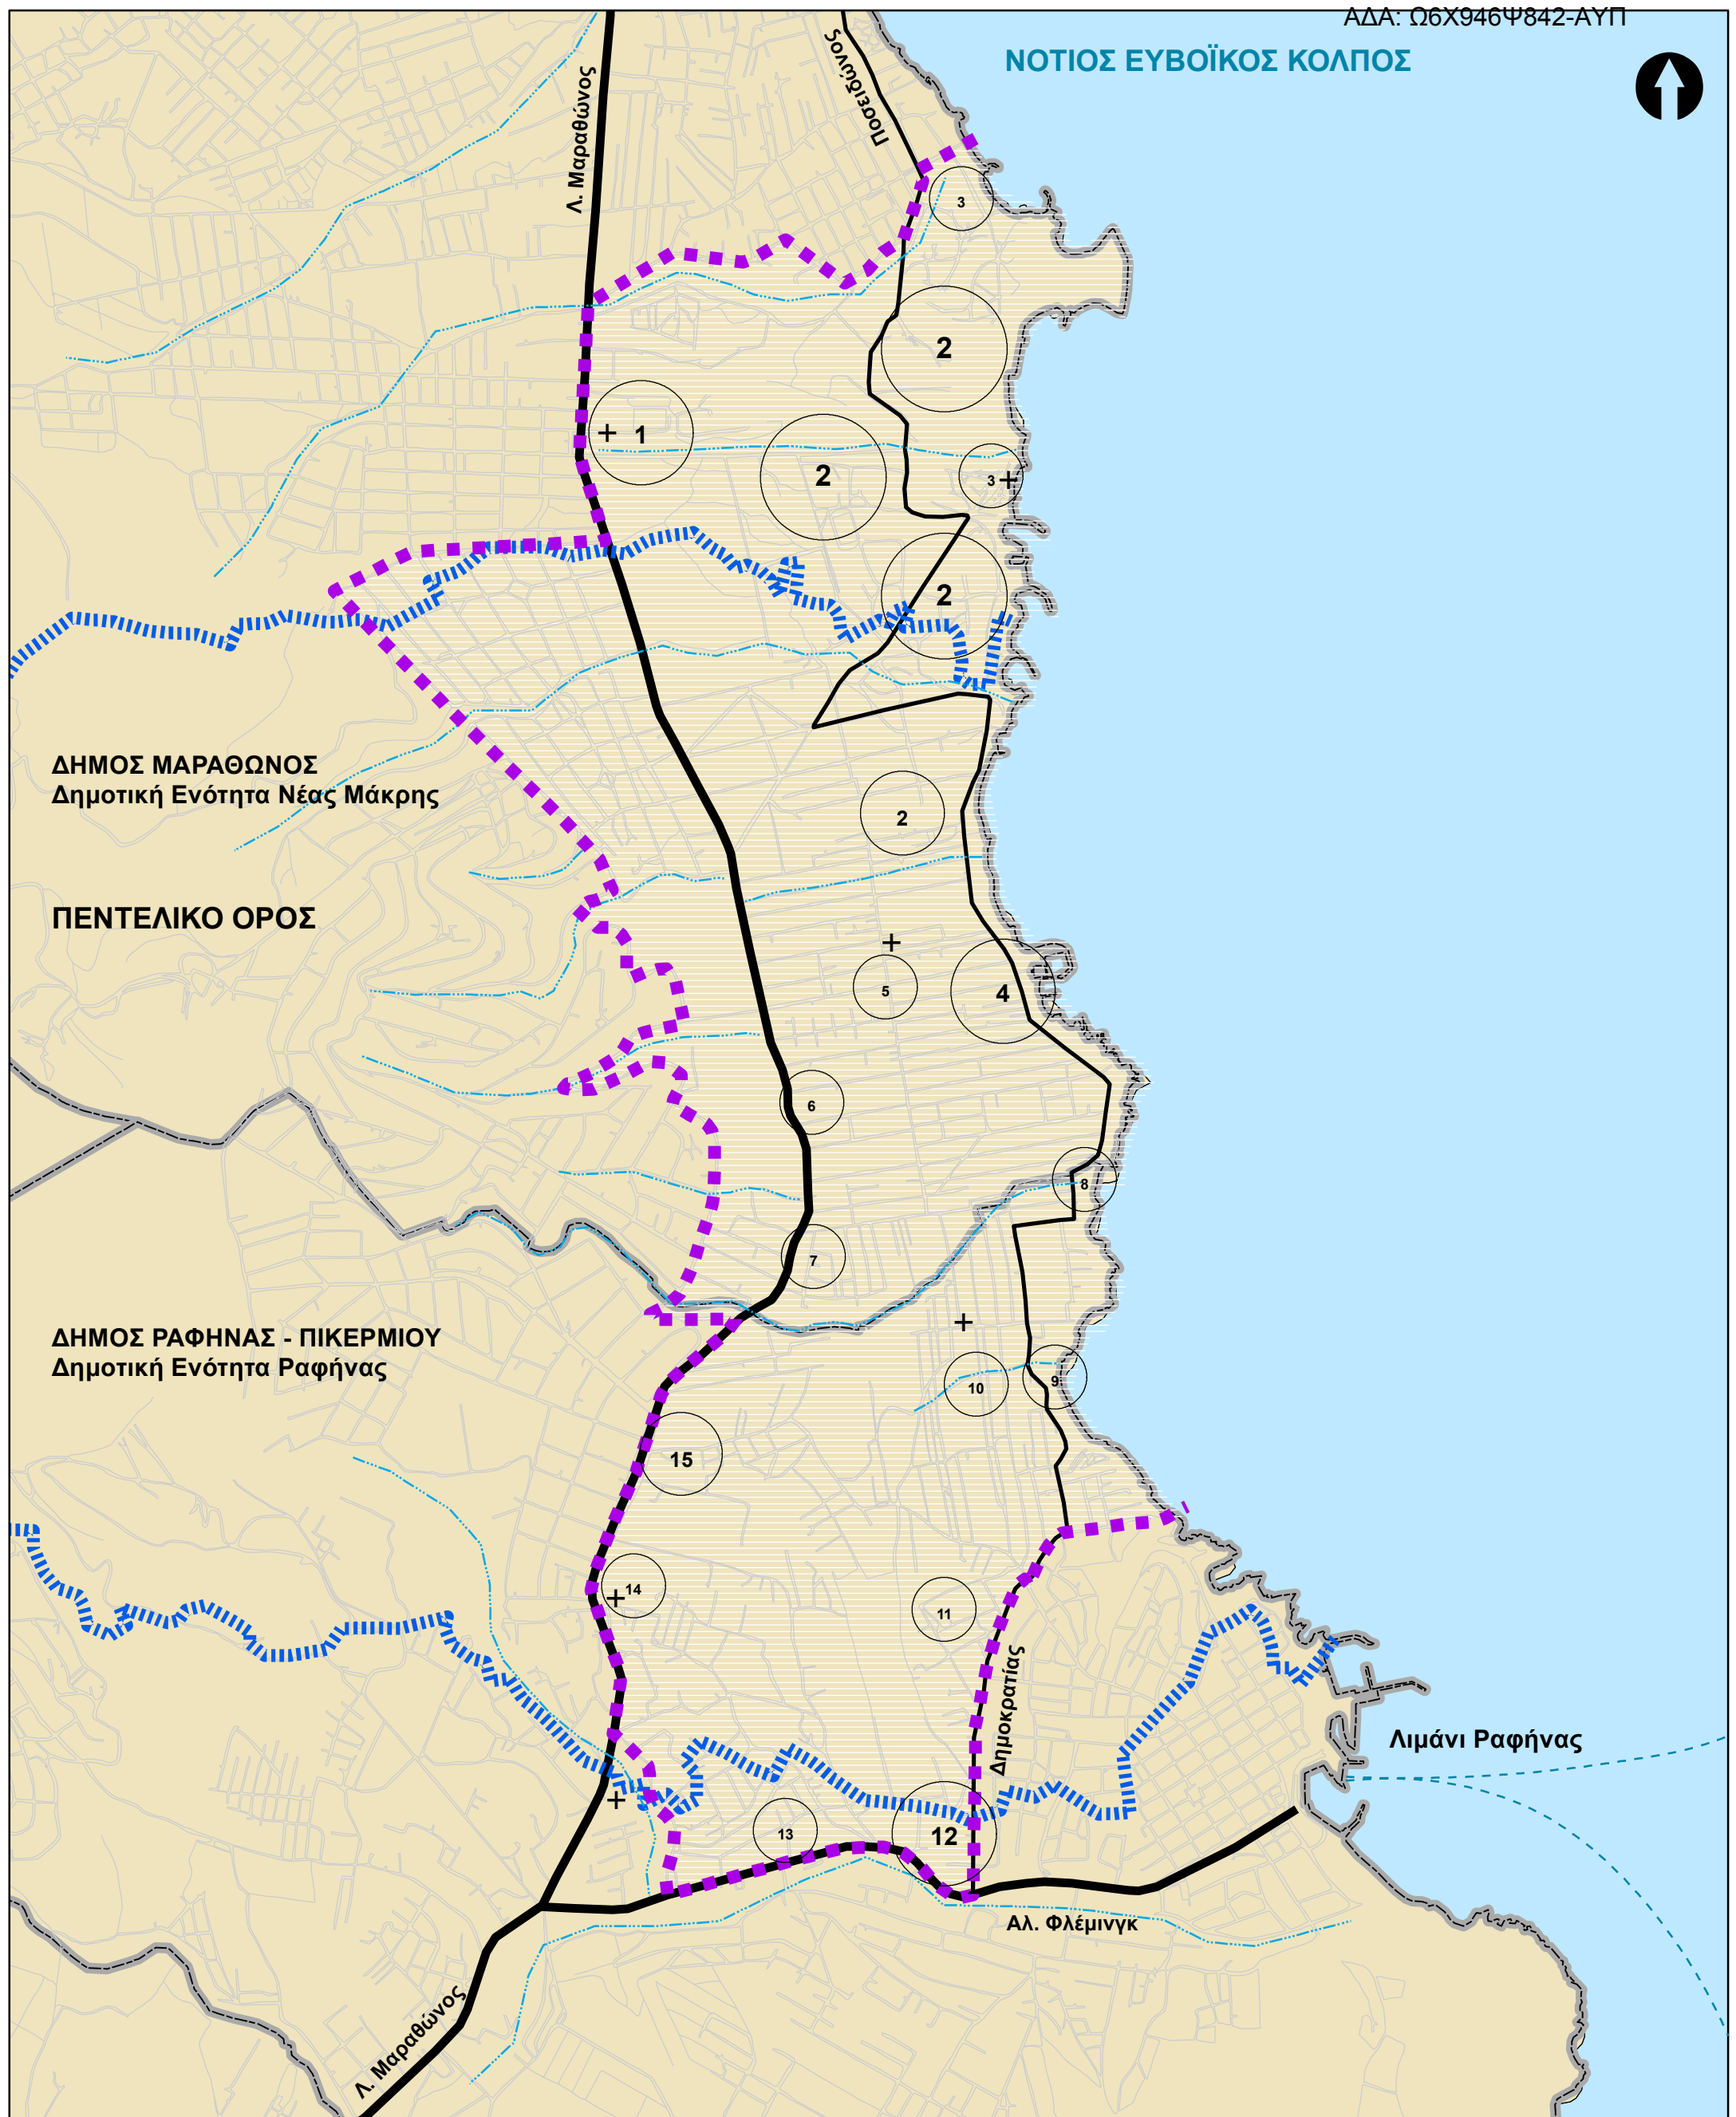 ΑΔΑ: Ω6Χ946Ψ842-ΑΥΠ
ΝΟΤΙΟΣ ΕΥΒΟΪΚΟΣ ΚΟΛΠΟΣ
Λ. Μαραθώνος
Ποσειδώνος
3
2
1
2
3
2
ΔΗΜΟΣ ΜΑΡΑΘΩΝΟΣ
Δημοτική Ενότητα Νέας Μάκρης
2
ΠΕΝΤΕΛΙΚΟ ΟΡΟΣ
5
4
6
8
7
ΔΗΜΟΣ ΡΑΦΗΝΑΣ - ΠΙΚΕΡΜΙΟΥ
Δημοτική Ενότητα Ραφήνας
10
9
15
14
11
Δημοκρατίας
Λιμάνι Ραφήνας
13
12
Αλ. Φλέμινγκ
Λ. Μαραθώνος